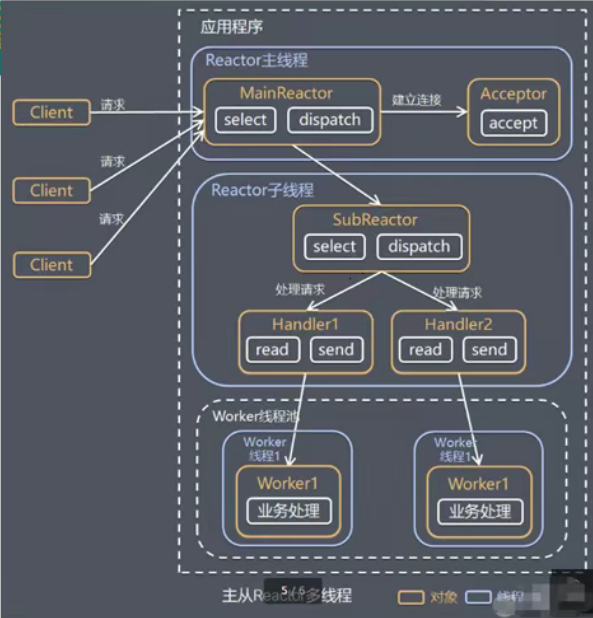 应用程序
Reactor主线程
Client
请求
MainReactor
select
dispatch
建立连接
Acceptor
accept
Client
请求
Client
请求
Reactor子线程
SubReactor
select
dispatch
处理请求
处理请求
Handler1
read
send
Handler2
read
send
Worker线程池
Worker
线程1
Worker1
业务处理
Worker
线程1
Worker1
业务处理
5 / 6
主从Reactor多线程
对象
线程